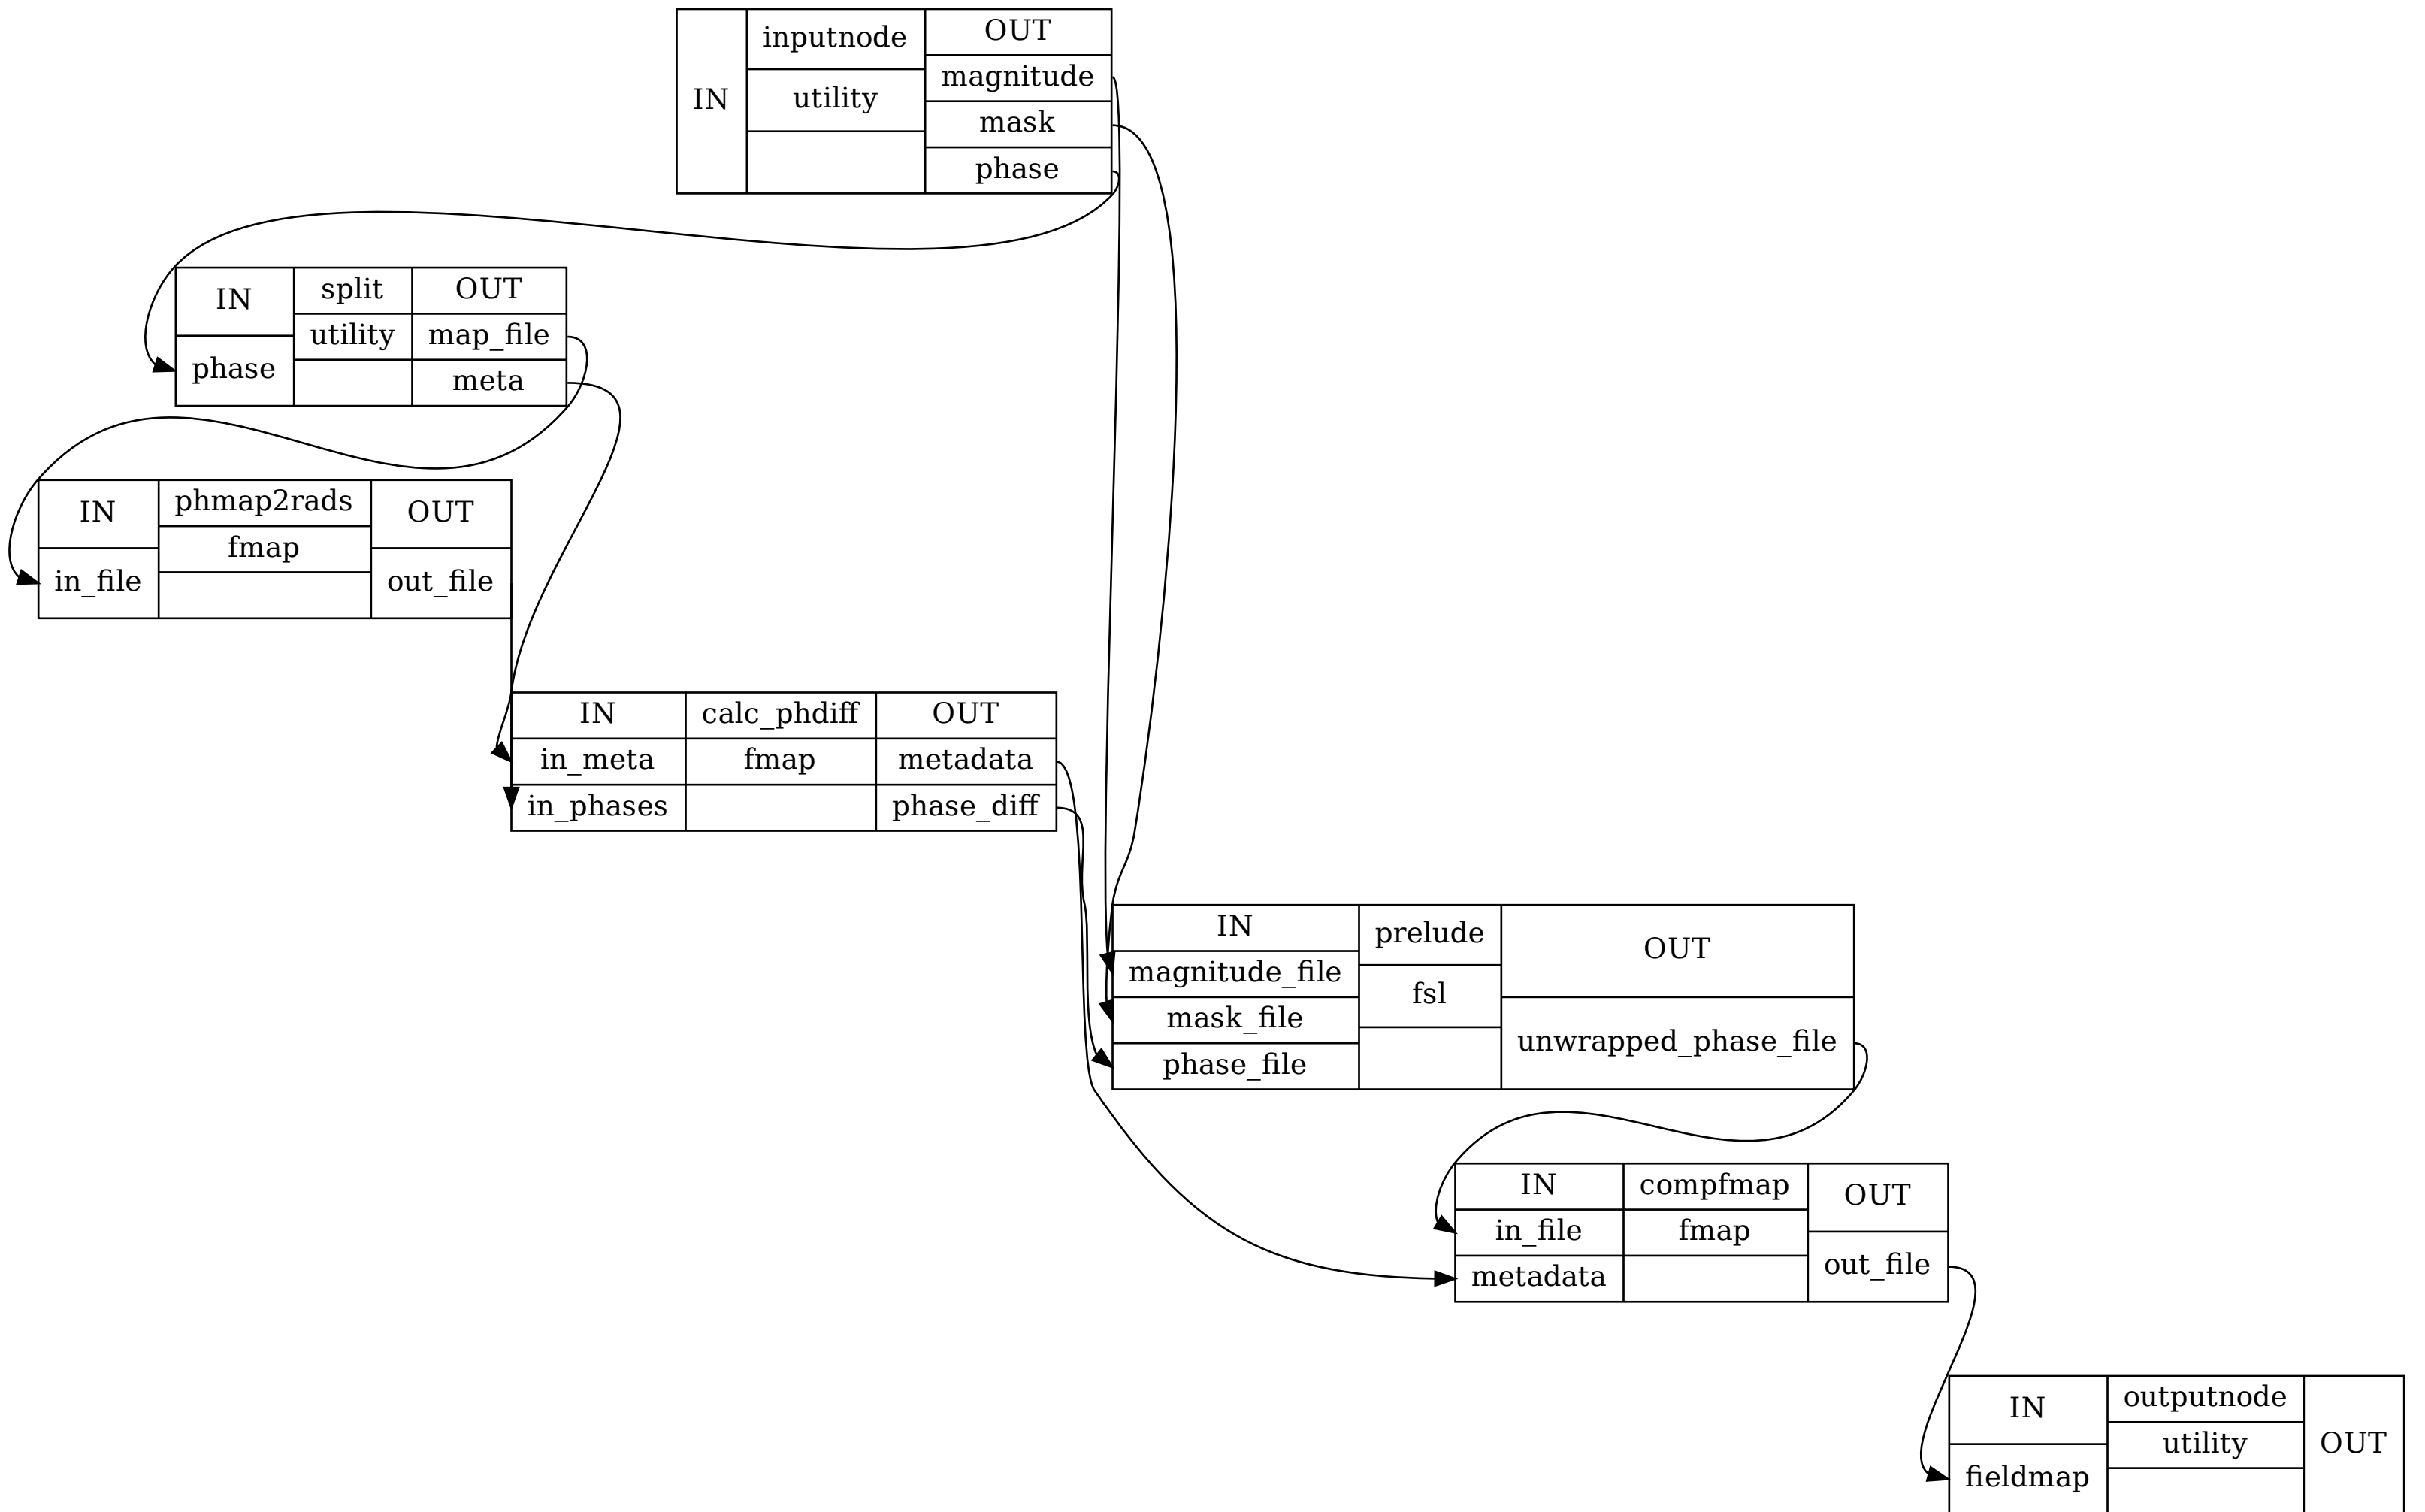 IN
inputnode
utility
OUT
magnitude
mask
phase
IN
phase
split
utility
OUT
map_file
meta
IN
in_file
phmap2rads
fmap
OUT
out_file
IN
in_meta
in_phases
calc_phdiff
fmap
OUT
metadata
phase_diff
IN
magnitude_file
mask_file
phase_file
prelude
fsl
OUT
unwrapped_phase_file
IN
in_file
metadata
compfmap
fmap
OUT
out_file
IN
fieldmap
outputnode
utility
OUT